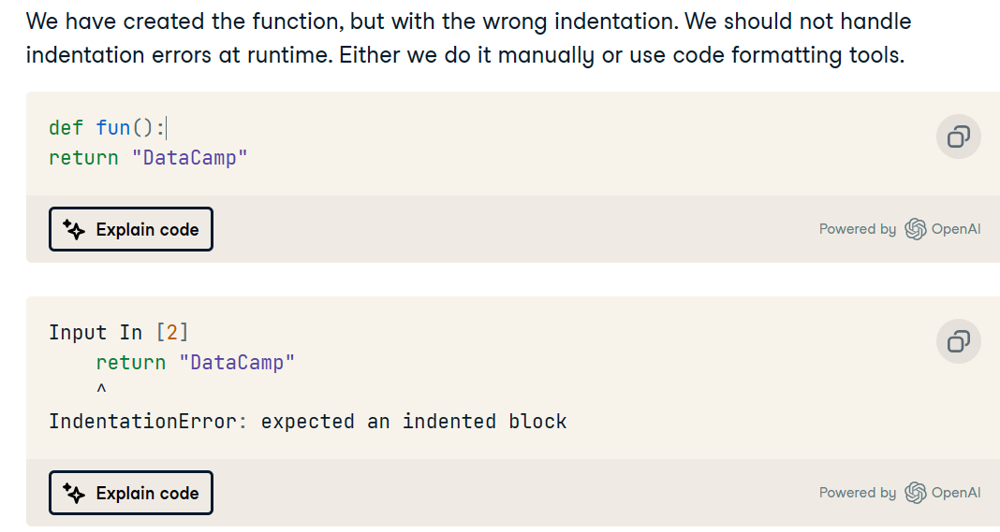 We have created the function, but with the wrong indentation. We should not handle
indentation errors at runtime. Either we do it manually or use code formatting tools.
def fun():
return "DataCamp"
Explain code
Powered by OpenAI
Input In [2]
    return "DataCamp"
    ^
IndentationError: expected an indented block
Explain code
Powered by OpenAI